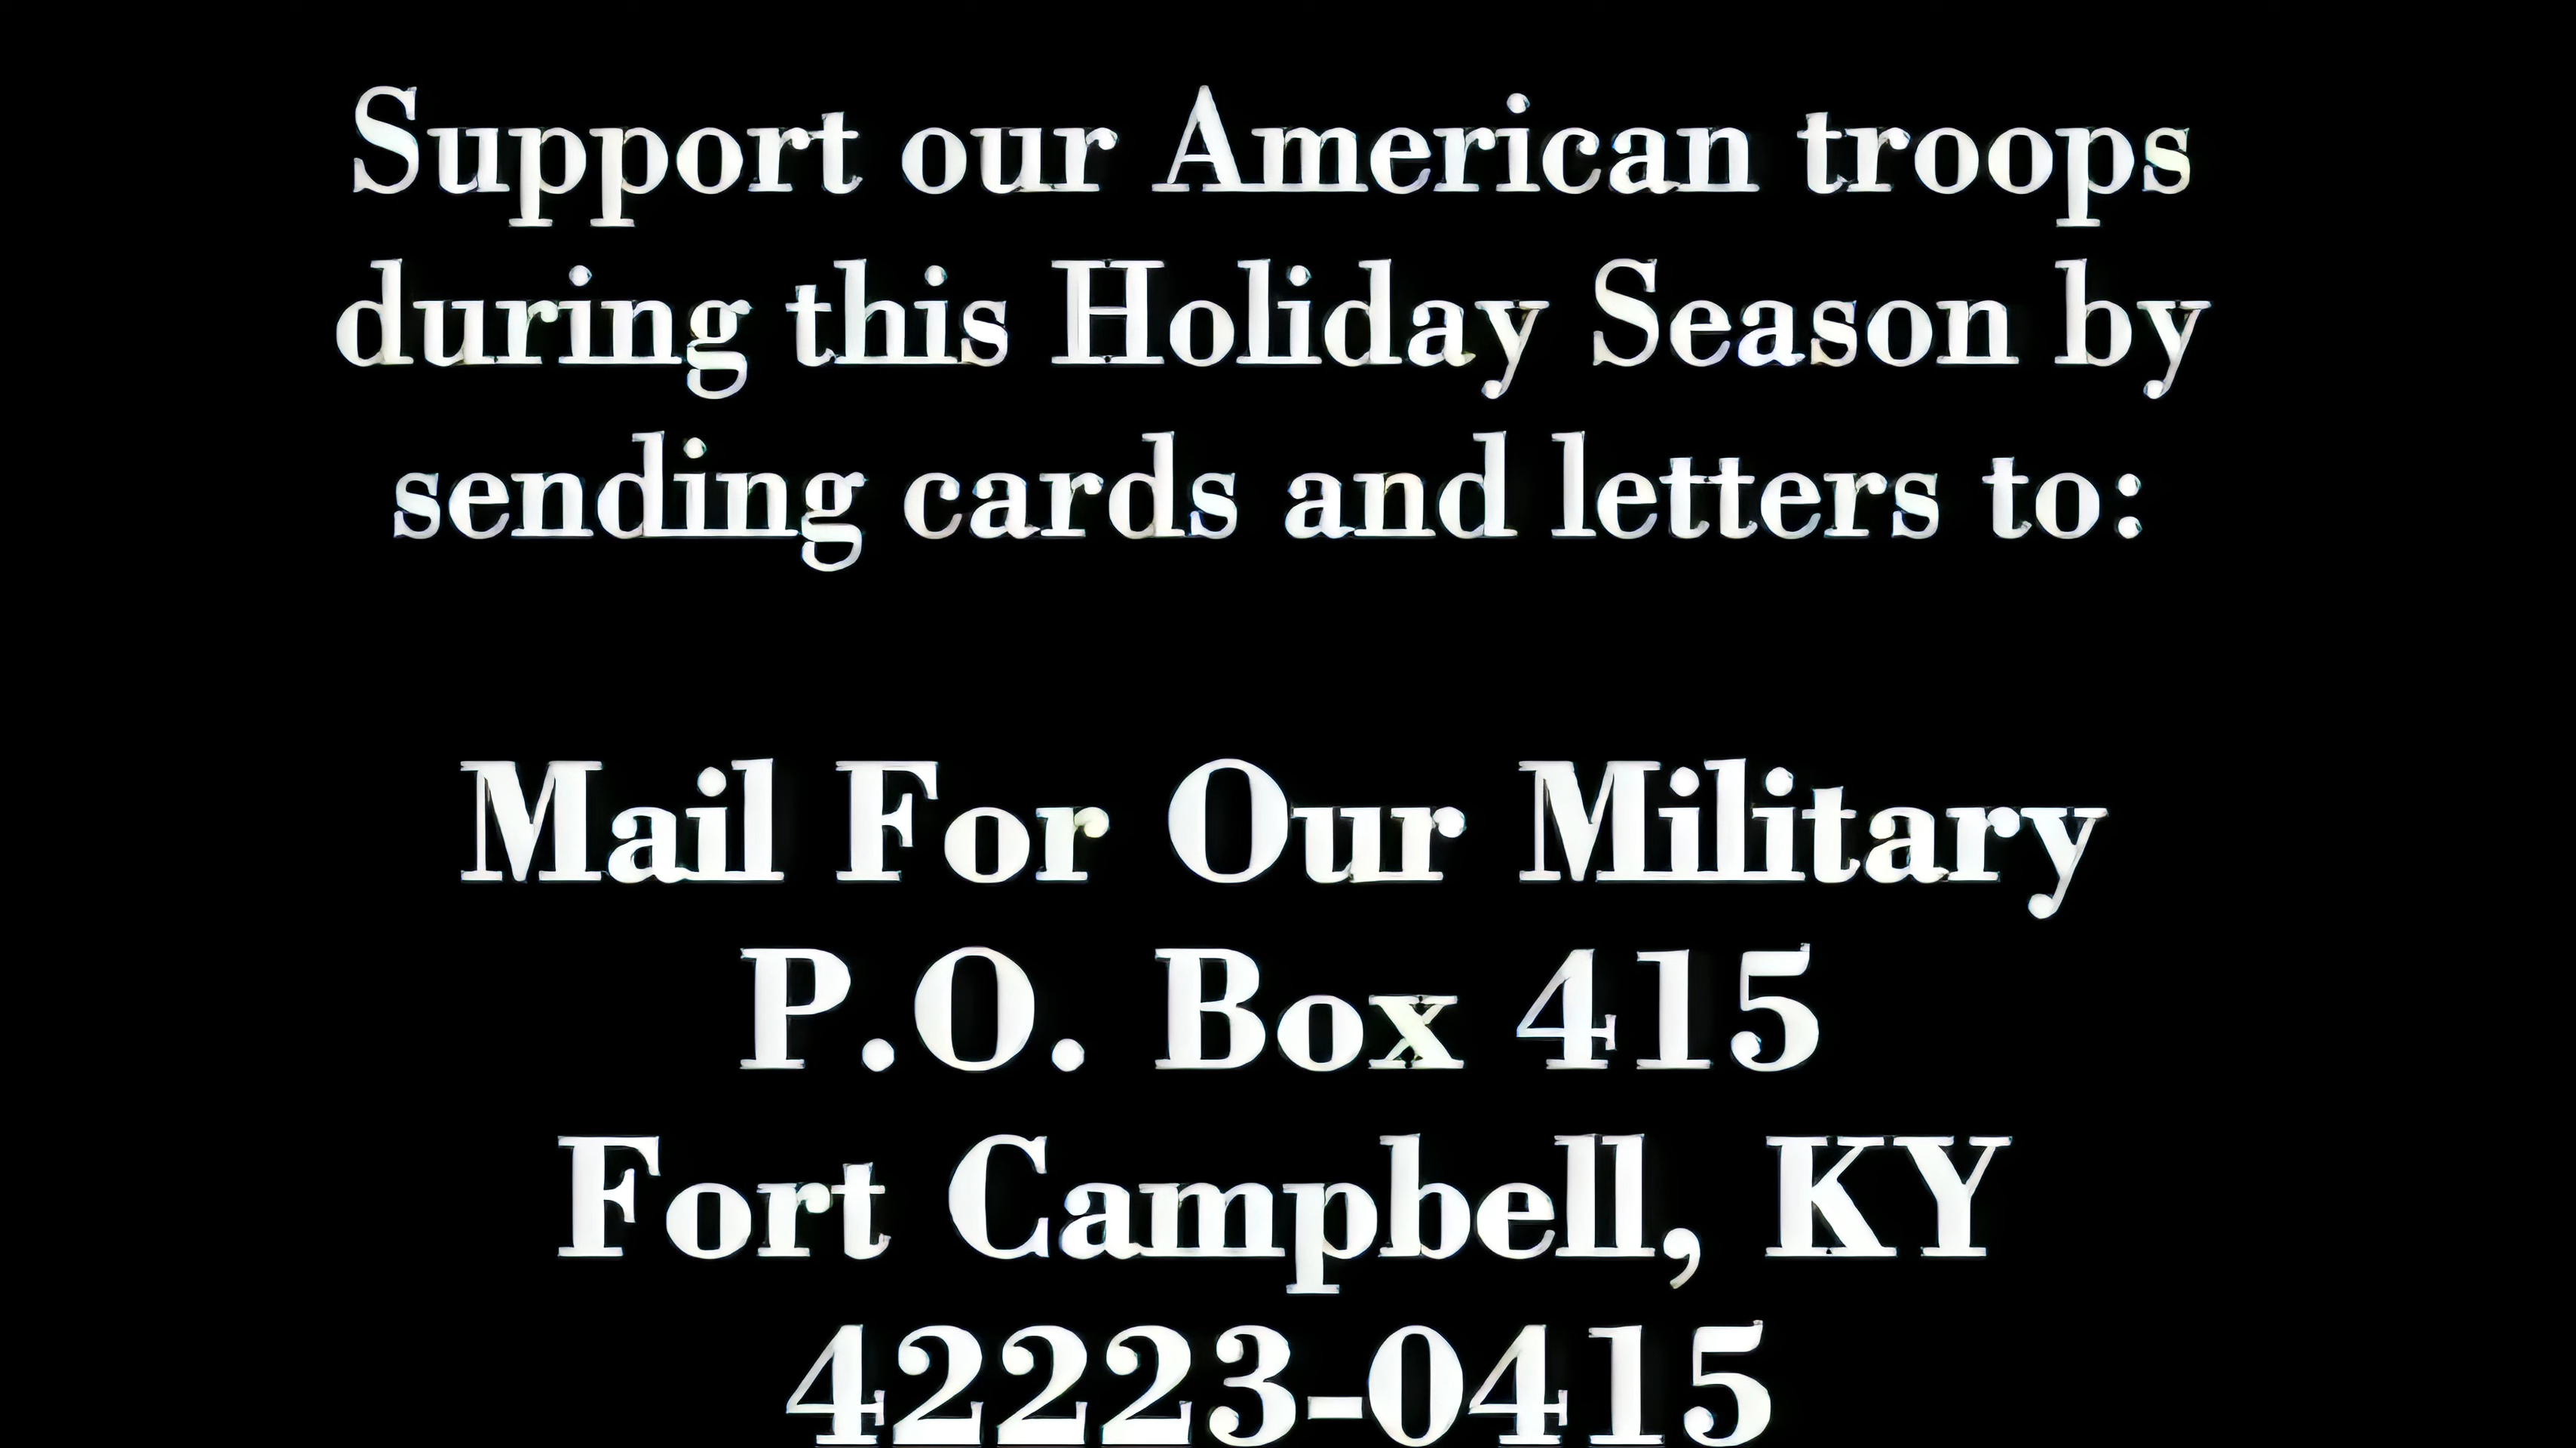 Support our American troops
during this Holiday Season by
sending cards and letters to:
Mail For Our Military
P.O. Box 415
Fort Campbell, KY
42223-0415